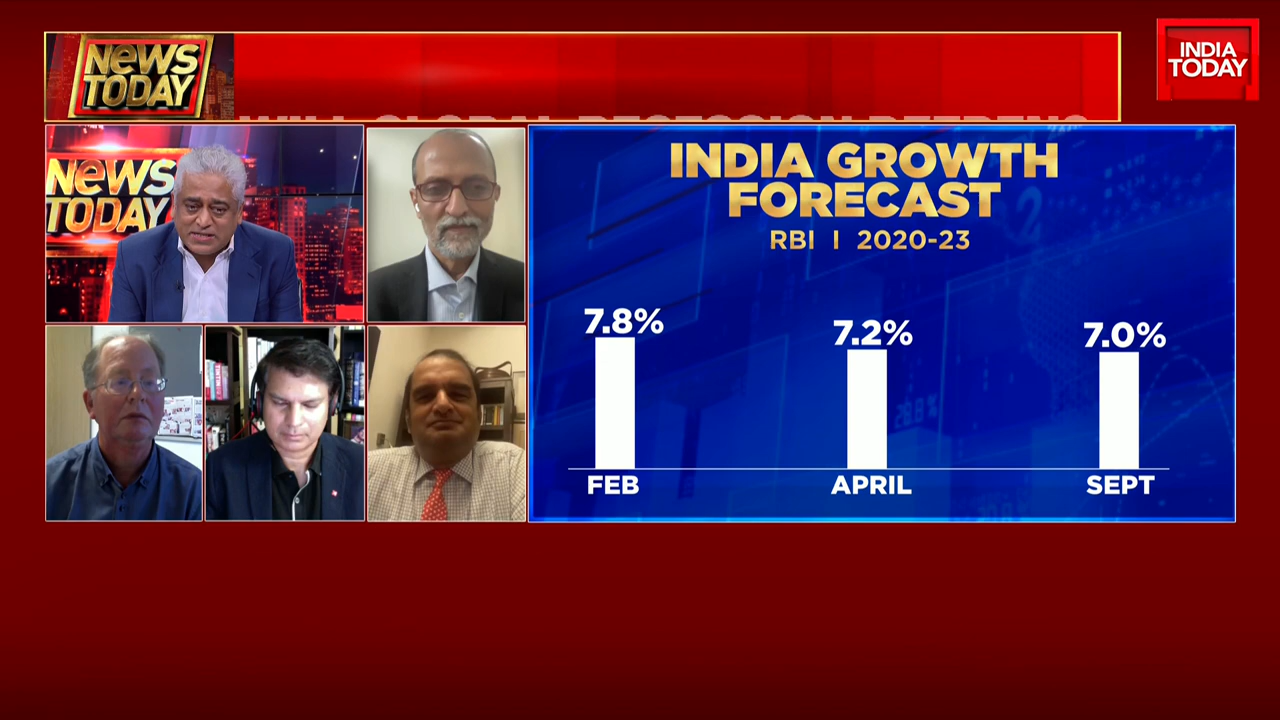 NEWS
TODAY
INDIA
TODAY
NEWS
TODAY
INDIA GROWTH
FORECAST
RBI | 2020-23
7.8%
7.2%
7.0%
FEB
APRIL
SEPT